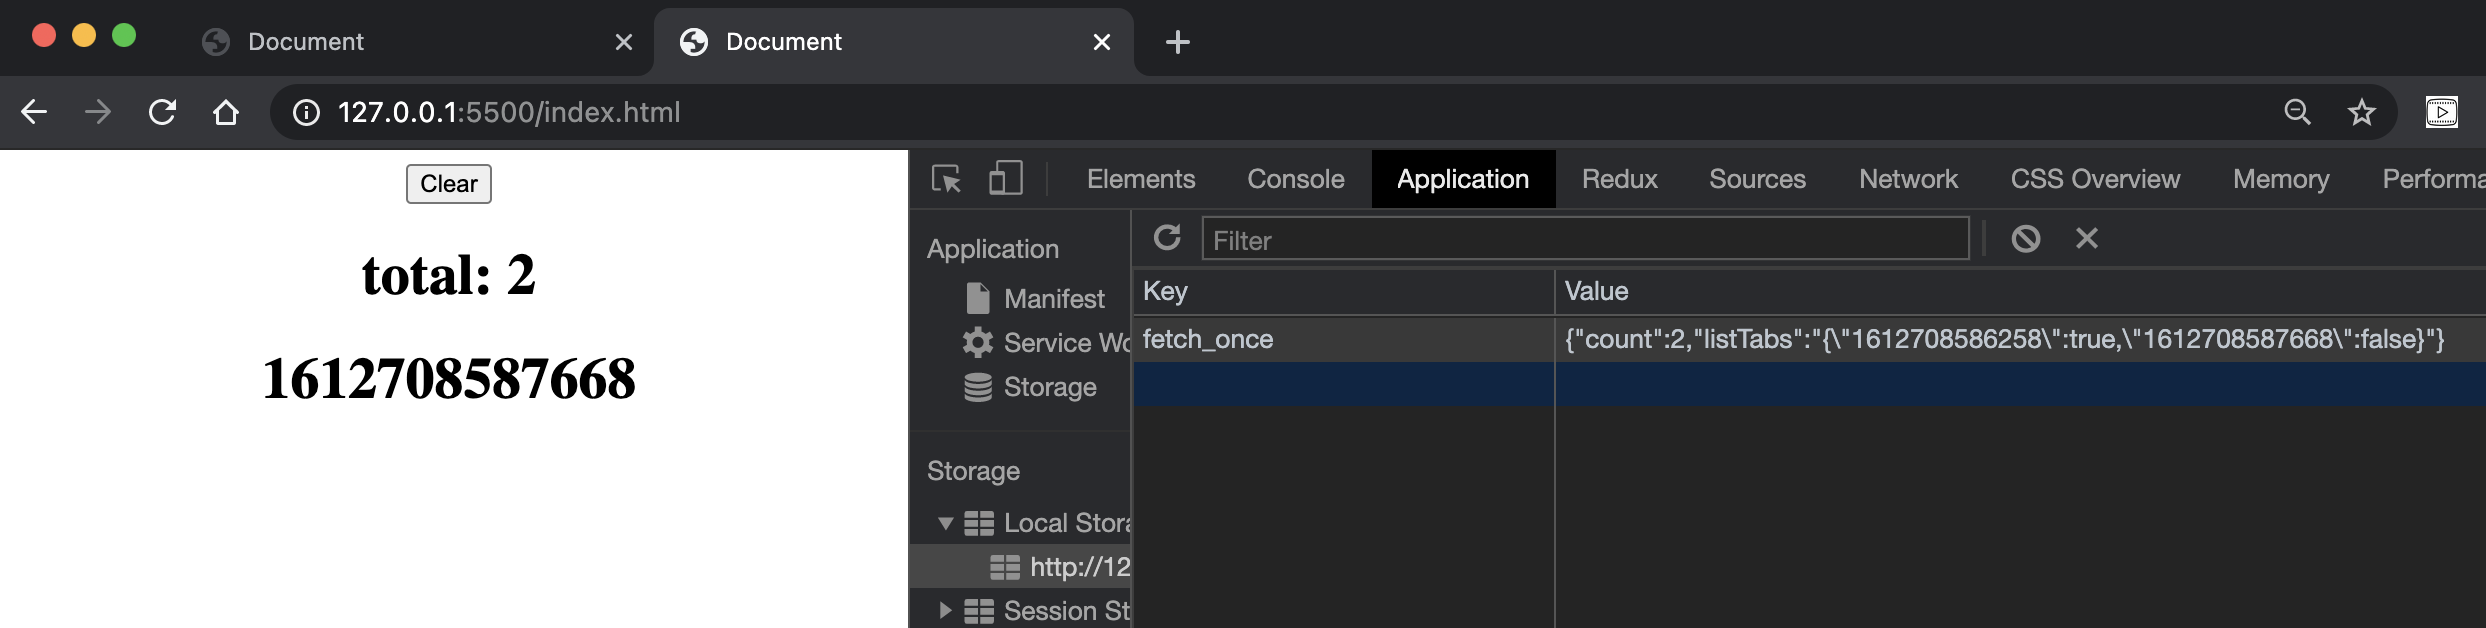 Document
Document
127.0.0.1:5500/index.html
Clear
total: 2
1612708587668
Elements Console Application Redux Sources Network CSS Overview Memory Performa
Filter
Application
Manifest
Service Wo
Storage
Key Value
fetch_once {"count":2,"listTabs":"{\"1612708586258\":true,\"1612708587668\":false}"}
Storage
Local Stora
http://12
Session St